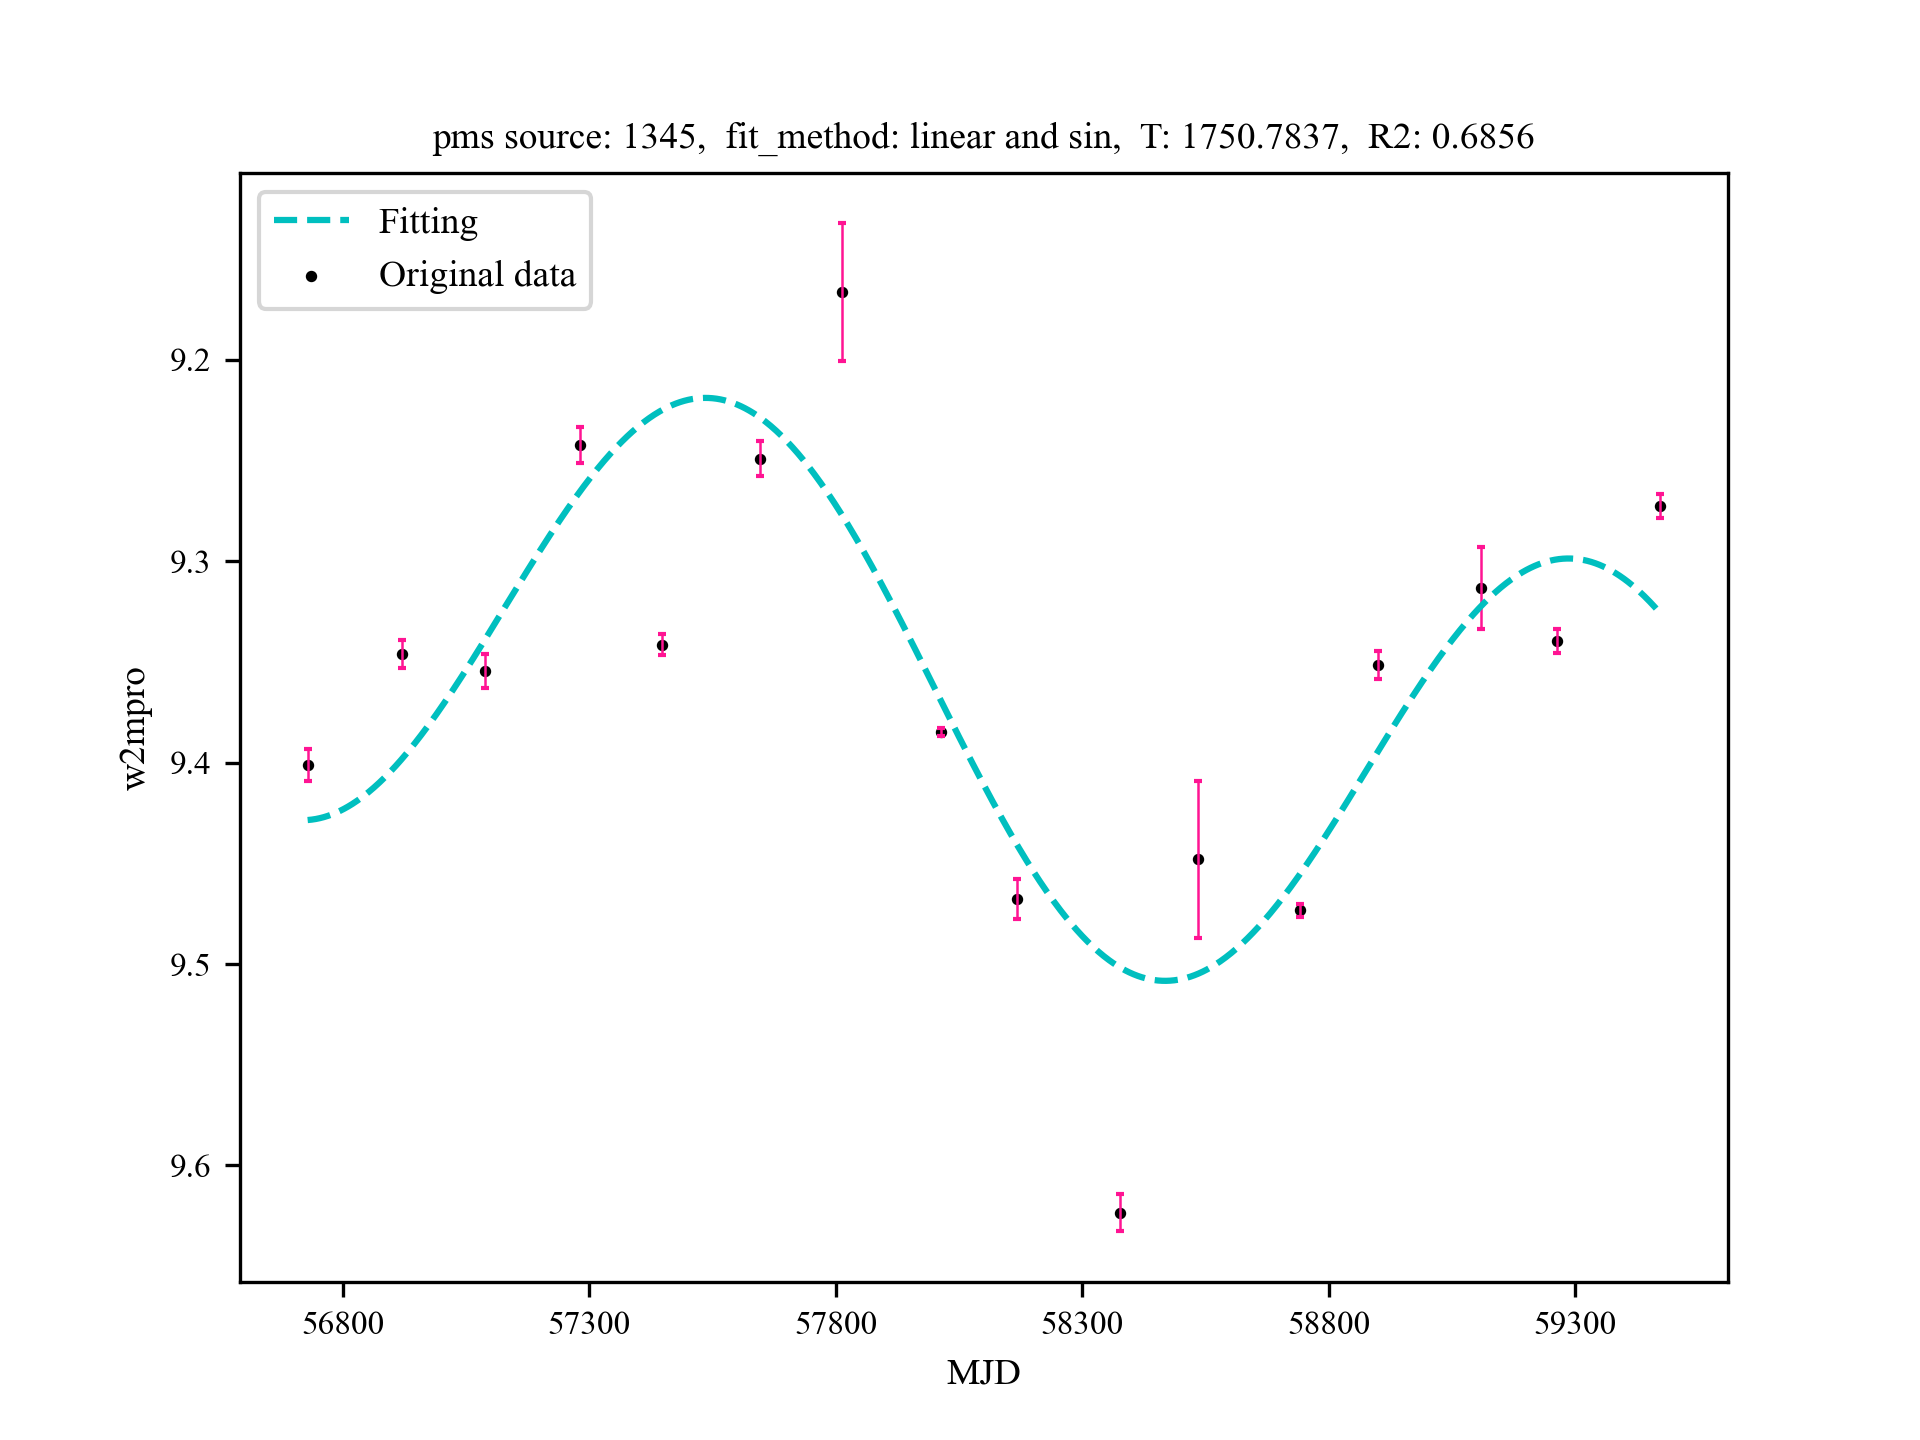 pms source: 1345,  fit_method: linear and sin,  T: 1750.7837,  R2: 0.6856
Fitting
Original data
9.2
9.3
9.4
9.5
9.6
w2mpro
56800
57300
57800
58300
58800
59300
MJD